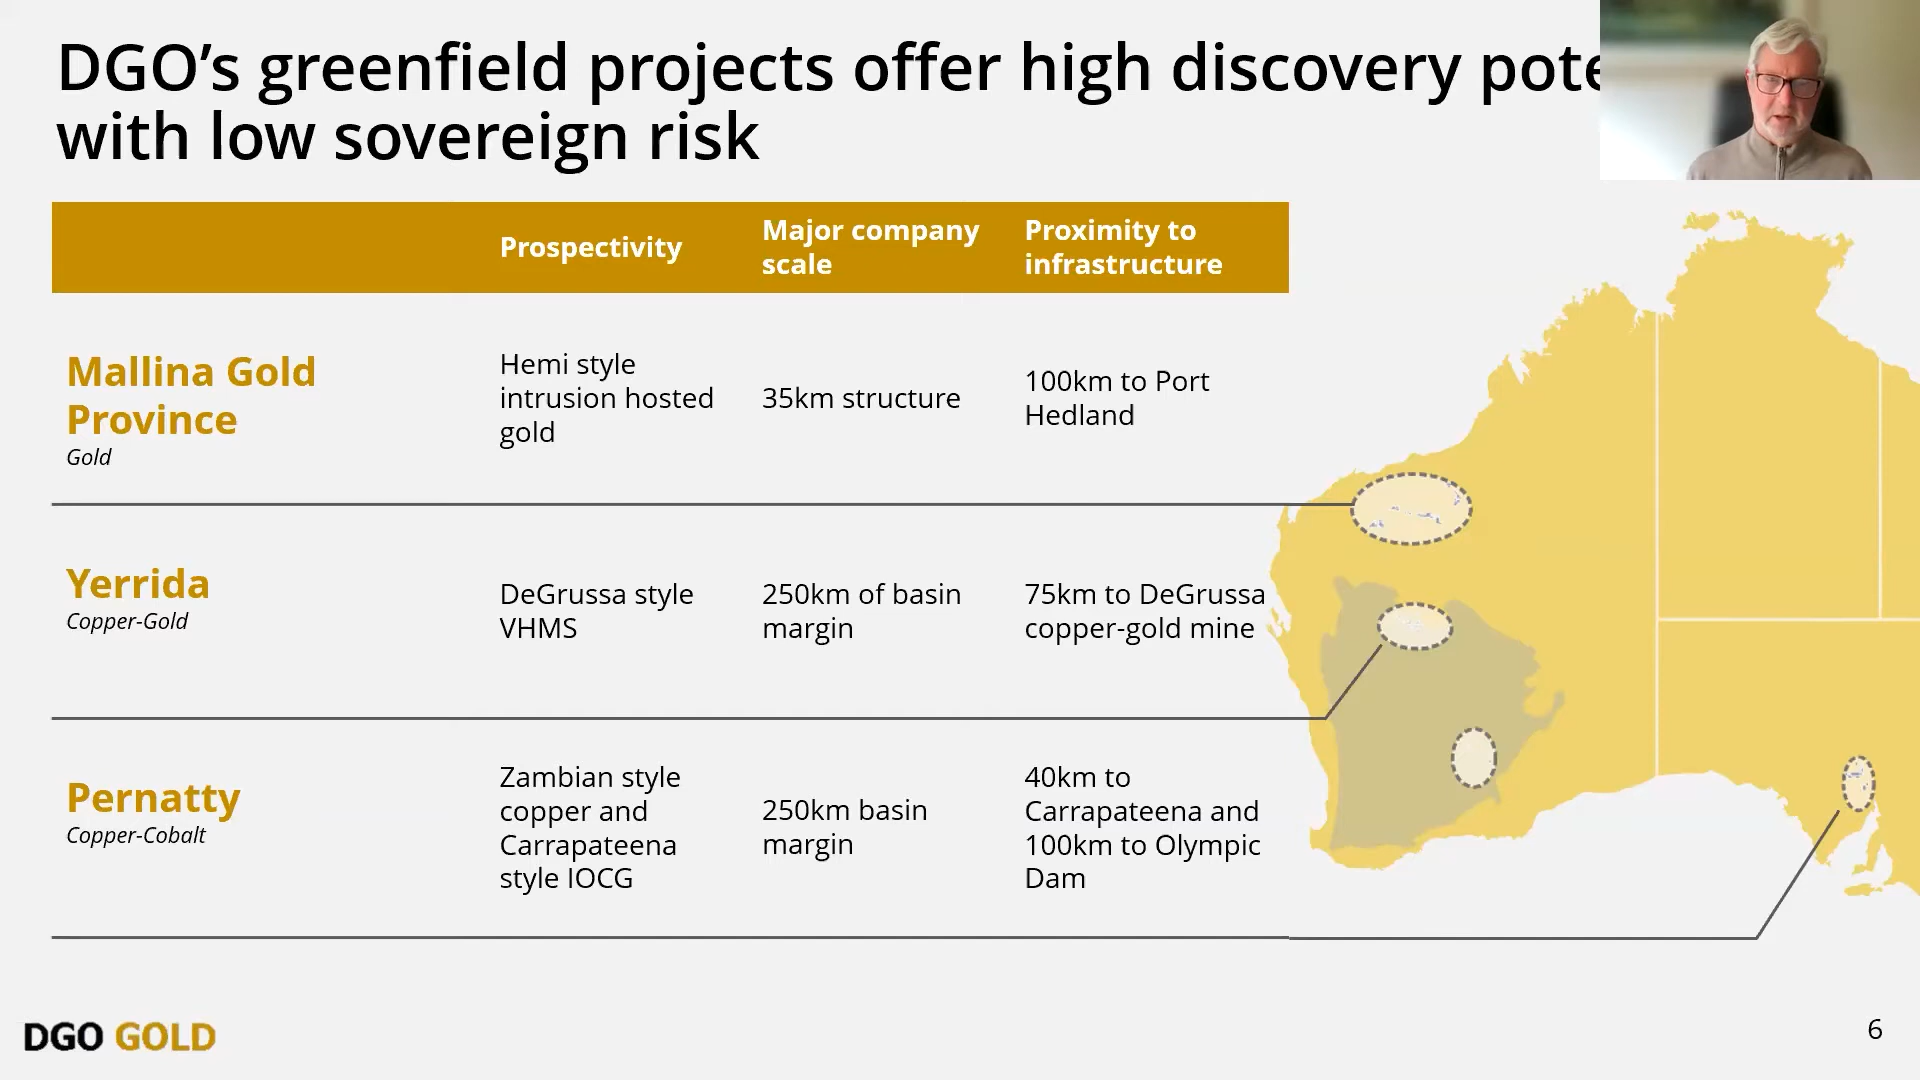 DGO’s greenfield projects offer high discovery
with low sovereign risk
Prospectivity
Major company
scale
Proximity to
infrastructure
Mallina Gold
Province
Gold
Hemi style
intrusion hosted
gold
35km structure
100km to Port
Hedland
Yerrida
Copper-Gold
DeGrussa style
VHMS
250km of basin
margin
75km to DeGrussa
copper-gold mine
Pernatty
Copper-Cobalt
Zambian style
copper and
Carrapateena
style IOCG
250km basin
margin
40km to
Carrapateena and
100km to Olympic
Dam
DGO GOLD
6